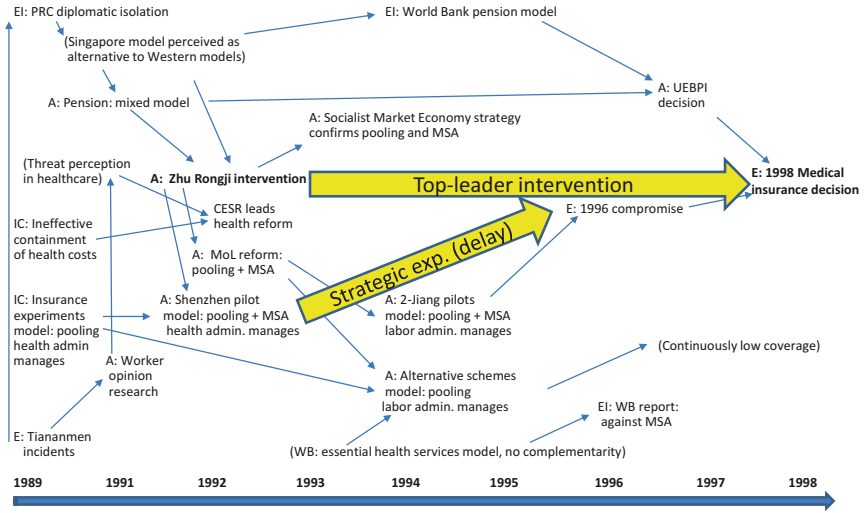 EI: PRC diplomatic isolation
EI: World Bank pension model
(Singapore model perceived as
alternative to Western models)
A: Pension: mixed model
A: UEBPI
decision
A: Socialist Market Economy strategy
confirms pooling and MSA
(Threat perception
in healthcare)
A: Zhu Rongji intervention
Top-leader intervention
E: 1998 Medical
insurance decision
CESR leads
health reform
E: 1996 compromise
IC: Ineffective
containment
of health costs
A: MoL reform:
pooling + MSA
Strategic exp. (delay)
IC: Insurance
experiments
model: pooling
health admin
manages
A: Shenzhen pilot
model: pooling + MSA
health admin. manages
A: 2-Jiang pilots
model: pooling + MSA
labor admin. manages
(Continuously low coverage)
A: Worker
opinion
research
A: Alternative schemes
model: pooling
labor admin. manages
EI: WB report:
against MSA
E: Tiananmen
incidents
(WB: essential health services model, no complementarity)
1989 1991 1992 1993 1994 1995 1996 1997 1998